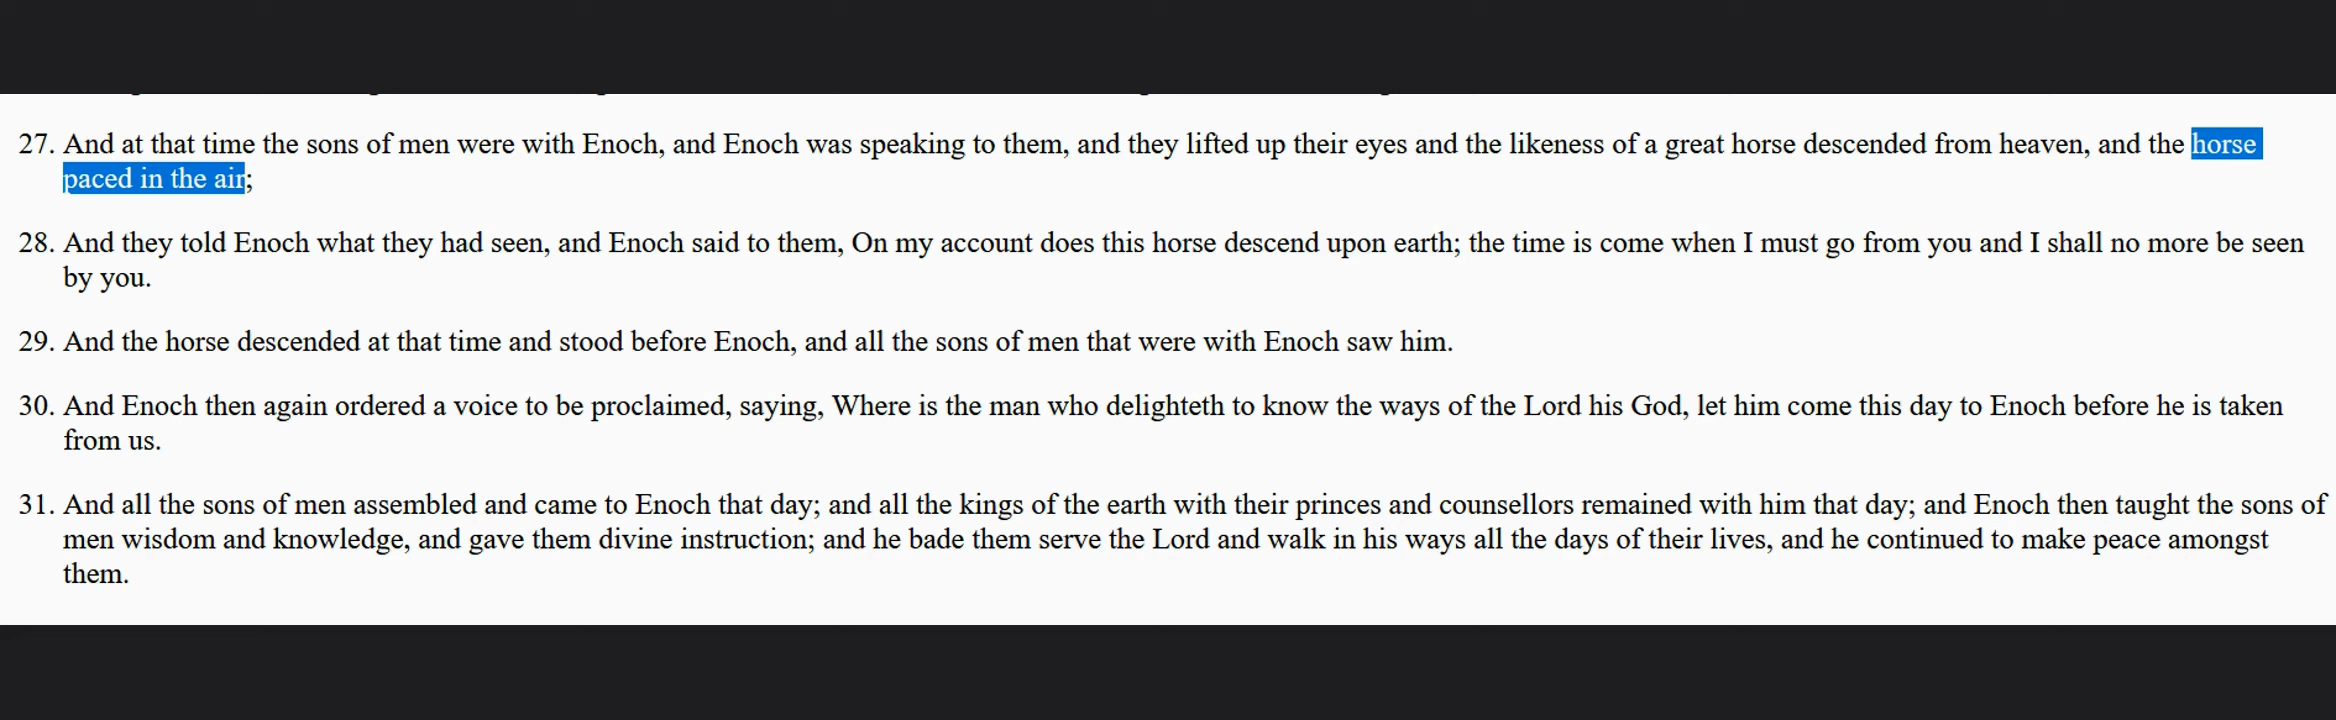 27. And at that time the sons of men were with Enoch, and Enoch was speaking to them, and they lifted up their eyes and the likeness of a great horse descended from heaven, and the horse
paced in the air;
28. And they told Enoch what they had seen, and Enoch said to them, On my account does this horse descend upon earth; the time is come when I must go from you and I shall no more be seen
by you.
29. And the horse descended at that time and stood before Enoch, and all the sons of men that were with Enoch saw him.
30. And Enoch then again ordered a voice to be proclaimed, saying, Where is the man who delighteth to know the ways of the Lord his God, let him come this day to Enoch before he is taken
from us.
31. And all the sons of men assembled and came to Enoch that day; and all the kings of the earth with their princes and counsellors remained with him that day; and Enoch then taught the sons of
men wisdom and knowledge, and gave them divine instruction; and he bade them serve the Lord and walk in his ways all the days of their lives, and he continued to make peace amongst
them.